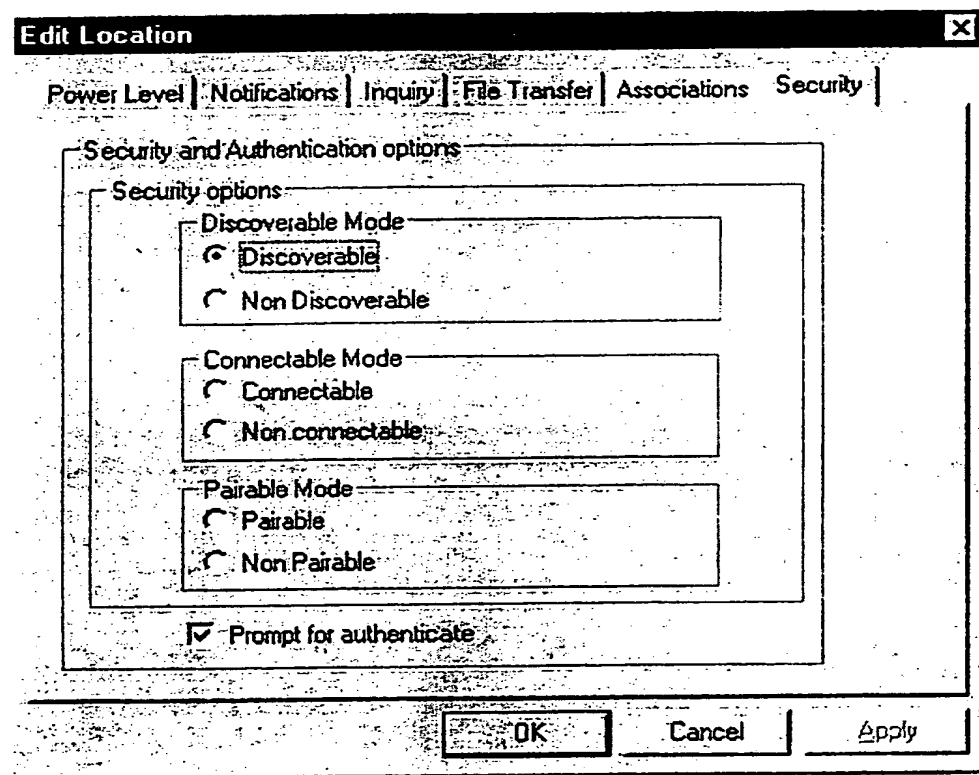 Edit Location
Power Level Notifications Inquiry File Transfer Associations Security
Security and Authentication options
Security options
Discoverable Mode
Discoverable
Non Discoverable
Connectable Mode
Connectable
Non connectable
Pairable Mode
Pairable
Non Pairable
Prompt for authenticate
OK Cancel Apply